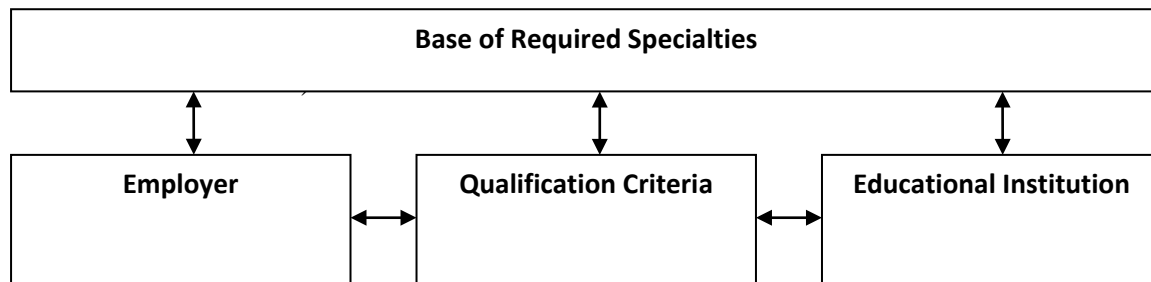 Base of Required Specialties
Employer
Qualification Criteria
Educational Institution